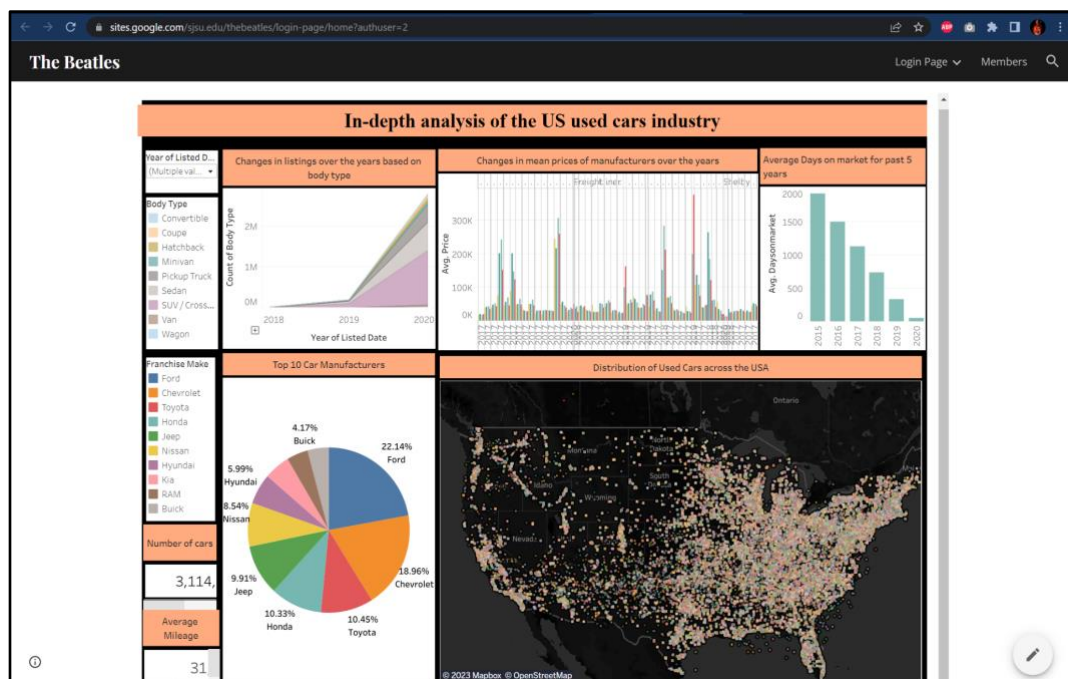 sites.google.com/sjsu.edu/thebeatles/login-page/home?authuser=2
The Beatles
Login Page
Members
In-depth analysis of the US used cars industry
Year of Listed D...
(Multiple val...
Body Type
Convertible
Coupe
Hatchback
Minivan
Pickup Truck
Sedan
SUV / Cross...
Van
Wagon
Changes in listings over the years based on
body type
Count of Body Type
2M
1M
0M
2018
2019
2020
Year of Listed Date
Changes in mean prices of manufacturers over the years
Freightliner
Shelby
Avg. Price
300K
200K
100K
0K
Average Days on market for past 5
years
Avg. Daysonmarket
2000
1500
1000
500
0
2015
2016
2017
2018
2019
2020
Franchise Make
Ford
Chevrolet
Toyota
Honda
Jeep
Nissan
Hyundai
Kia
RAM
Buick
Number of cars
3,114,
Average
Mileage
31
Top 10 Car Manufacturers
4.17%
Buick
22.14%
Ford
5.99%
Hyundai
8.54%
Nissan
18.96%
Chevrolet
9.91%
Jeep
10.33%
Honda
10.45%
Toyota
Distribution of Used Cars across the USA
Ontario
North
Dakota
Montana
South
Idaho
Wyoming
Nevada
© 2023 Mapbox © OpenStreetMap